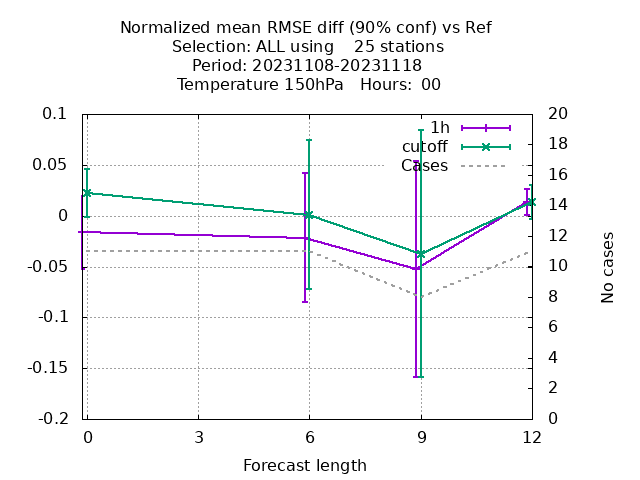 Normalized mean RMSE diff (90% conf) vs Ref
Selection: ALL using    25 stations
Period: 20231108-20231118
Temperature 150hPa   Hours:  00
1h
cutoff
Cases
0.1
0.05
0
-0.05
-0.1
-0.15
-0.2
20
18
16
14
12
10
8
6
4
2
0
No cases
0 3 6 9 12
Forecast length